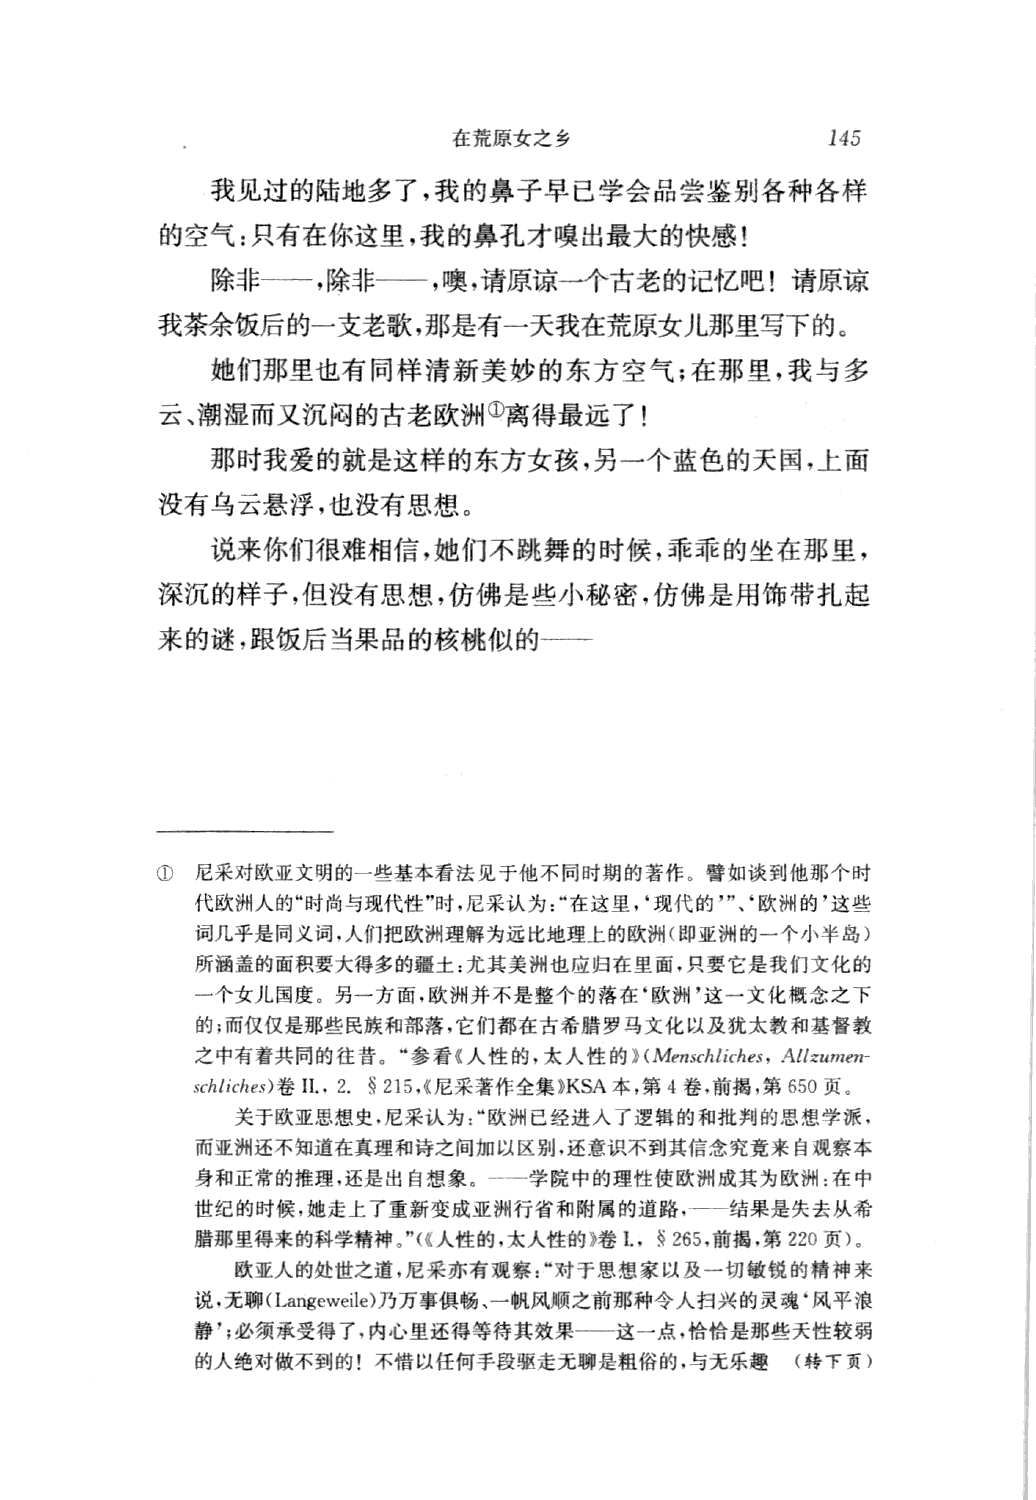 在荒原女之乡 145
我见过的陆地多了，我的鼻子早已学会品尝鉴别各种各样
的空气：只有在你这里，我的鼻孔才嗅出最大的快感！
除非——，除非——，噢，请原谅一个古老的记忆吧！请原谅
我茶余饭后的一支老歌，那是有一天我在荒原女儿那里写下的。
她们那里也有同样清新美妙的东方空气；在那里，我与多
云、潮湿而又沉闷的古老欧洲①离得最远了！
那时我爱的就是这样的东方女孩，另一个蓝色的天国，上面
没有乌云悬浮，也没有思想。
说来你们很难相信，她们不跳舞的时候，乖乖的坐在那里，
深沉的样子，但没有思想，仿佛是些小秘密，仿佛是用饰带扎起
来的谜，跟饭后当果品的核桃似的——
① 尼采对欧亚文明的一些基本看法见于他不同时期的著作。譬如谈到他那个时
代欧洲人的“时尚与现代性”时，尼采认为：“在这里，‘现代的’”、‘欧洲的’这些
词几乎是同义词，人们把欧洲理解为远比地理上的欧洲（即亚洲的一个小半岛）
所涵盖的面积要大得多的疆土：尤其美洲也应归在里面，只要它是我们文化的
一个女儿国度。另一方面，欧洲并不是整个的落在‘欧洲’这一文化概念之下
的；而仅仅是那些民族和部落，它们都在古希腊罗马文化以及犹太教和基督教
之中有着共同的往昔。“参看《人性的，太人性的》（Menschliches, Allzumen-
schliches）卷 II.，2. §215，《尼采著作全集》KSA 本，第 4 卷，前揭，第 650 页。
关于欧亚思想史，尼采认为：“欧洲已经进入了逻辑的和批判的思想学派，
而亚洲还不知道在真理和诗之间加以区别，还意识不到其信念究竟来自观察本
身和正常的推理，还是出自想象。——学院中的理性使欧洲成其为欧洲：在中
世纪的时候，她走上了重新变成亚洲行省和附属的道路，——结果是失去从希
腊那里得来的科学精神。”（《人性的，太人性的》卷 I.，§265，前揭，第 220 页）。
欧亚人的处世之道，尼采亦有观察：“对于思想家以及一切敏锐的精神来
说，无聊（Langeweile）乃万事俱畅、一帆风顺之前那种令人扫兴的灵魂‘风平浪
静’；必须承受得了，内心里还得等待其效果——这一点，恰恰是那些天性较弱
的人绝对做不到的！不惜以任何手段驱走无聊是粗俗的，与无乐趣 （转下页）